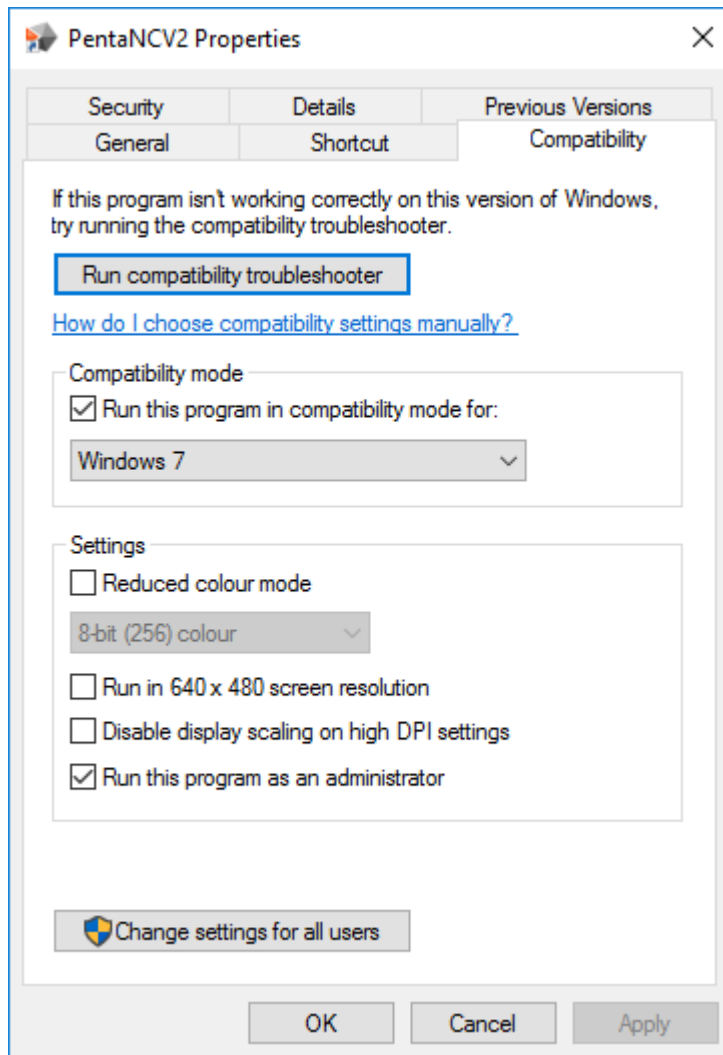 PentaNCV2 Properties
Security Details Previous Versions
General Shortcut Compatibility
If this program isn't working correctly on this version of Windows,
try running the compatibility troubleshooter.
Run compatibility troubleshooter
How do I choose compatibility settings manually?
Compatibility mode
Run this program in compatibility mode for:
Windows 7
Settings
Reduced colour mode
8-bit (256) colour
Run in 640 x 480 screen resolution
Disable display scaling on high DPI settings
Run this program as an administrator
Change settings for all users
OK Cancel Apply